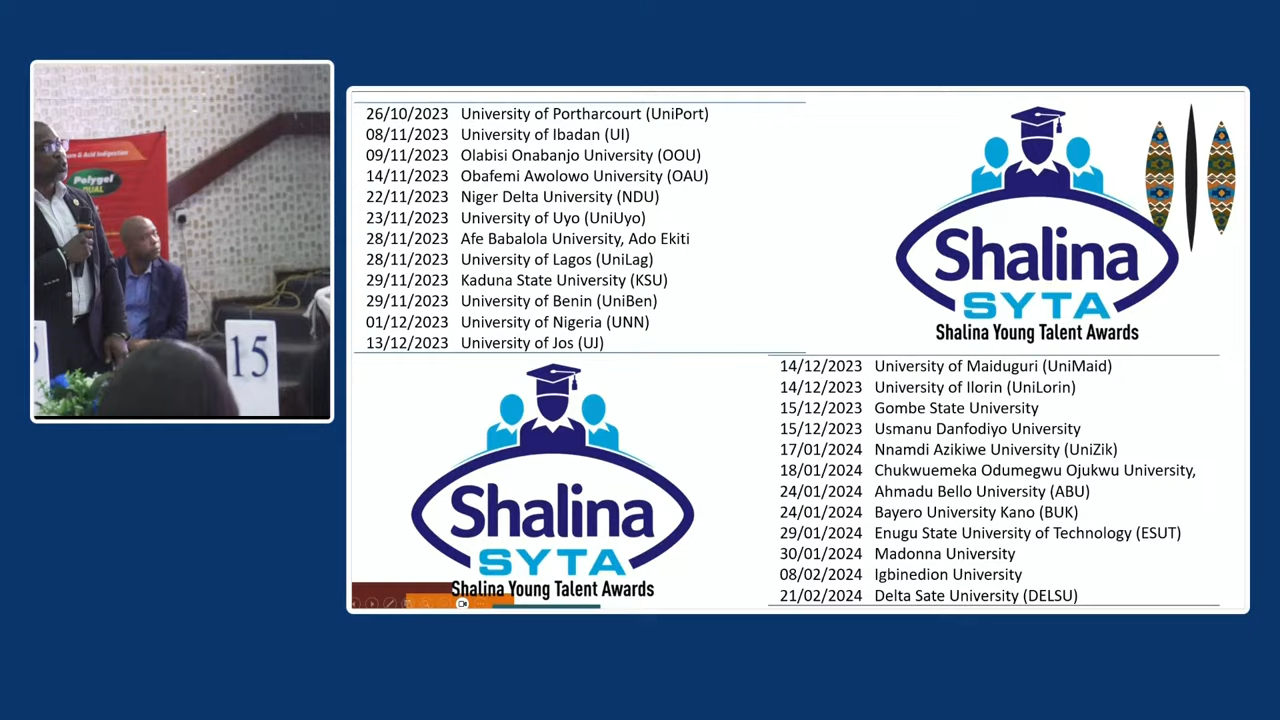 ure & Acid Indigestion
Polygel
DUAL
15
26/10/2023 University of Portharcourt (UniPort)
08/11/2023 University of Ibadan (UI)
09/11/2023 Olabisi Onabanjo University (OOU)
14/11/2023 Obafemi Awolowo University (OAU)
22/11/2023 Niger Delta University (NDU)
23/11/2023 University of Uyo (UniUyo)
28/11/2023 Afe Babalola University, Ado Ekiti
28/11/2023 University of Lagos (UniLag)
29/11/2023 Kaduna State University (KSU)
29/11/2023 University of Benin (UniBen)
01/12/2023 University of Nigeria (UNN)
13/12/2023 University of Jos (UJ)
Shalina
SYTA
Shalina Young Talent Awards
Shalina
SYTA
Shalina Young Talent Awards
14/12/2023 University of Maiduguri (UniMaid)
14/12/2023 University of Ilorin (UniLorin)
15/12/2023 Gombe State University
15/12/2023 Usmanu Danfodiyo University
17/01/2024 Nnamdi Azikiwe University (UniZik)
18/01/2024 Chukwuemeka Odumegwu Ojukwu University,
24/01/2024 Ahmadu Bello University (ABU)
24/01/2024 Bayero University Kano (BUK)
29/01/2024 Enugu State University of Technology (ESUT)
30/01/2024 Madonna University
08/02/2024 Igbinedion University
21/02/2024 Delta Sate University (DELSU)